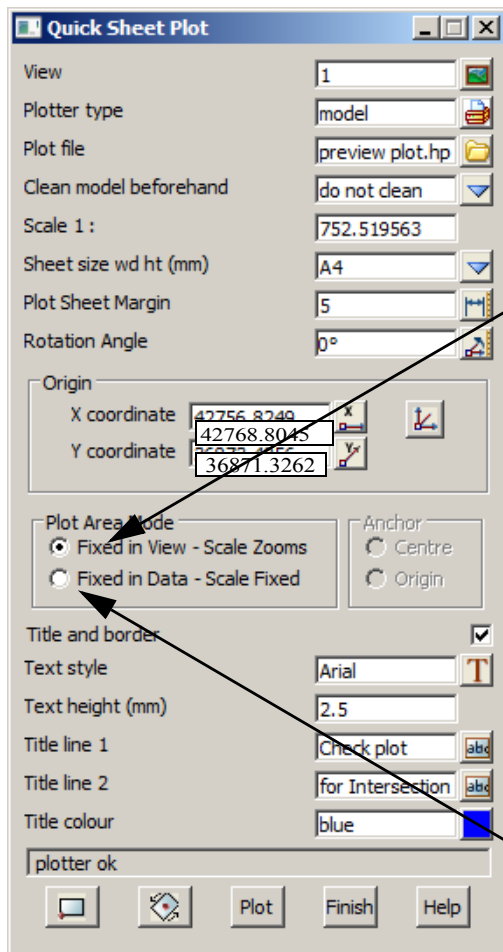 Quick Sheet Plot
View 1
Plotter type model
Plot file preview plot.hp
Clean model beforehand do not clean
Scale 1 : 752.519563
Sheet size wd ht (mm) A4
Plot Sheet Margin 5
Rotation Angle 0°
Origin
X coordinate 42756.8249
42768.8045
Y coordinate
36871.3262
Plot Area Mode Anchor
Fixed in View - Scale Zooms Centre
Fixed in Data - Scale Fixed Origin
Title and border
Text style Arial T
Text height (mm) 2.5
Title line 1 Check plot abc
Title line 2 for Intersection abc
Title colour blue
plotter ok
Plot Finish Help